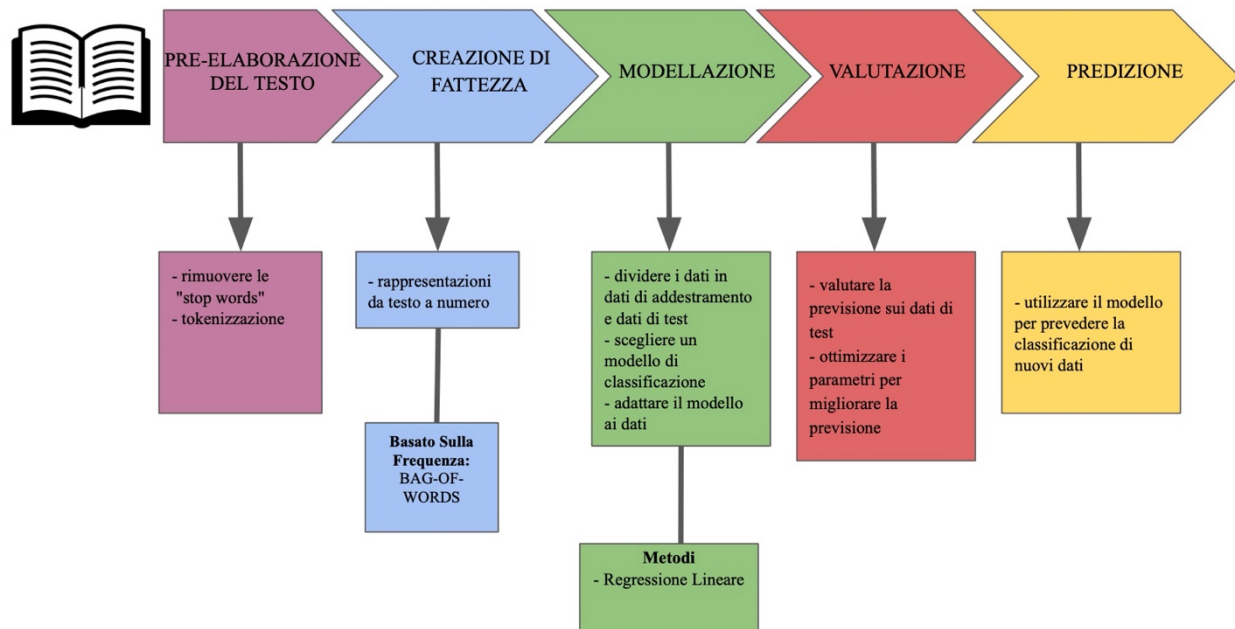 PRE-ELABORAZIONE
DEL TESTO
CREAZIONE DI
FATTEZZA
MODELLAZIONE
VALUTAZIONE
PREDIZIONE
- rimuovere le
"stop words"
- tokenizzazione
- rappresentazioni
da testo a numero
Basato Sulla
Frequenza:
BAG-OF-
WORDS
- dividere i dati in
dati di addestramento
e dati di test
- scegliere un
modello di
classificazione
- adattare il modello
ai dati
Metodi
- Regressione Lineare
- valutare la
previsione sui dati di
test
- ottimizzare i
parametri per
migliorare la
previsione
- utilizzare il modello
per prevedere la
classificazione di
nuovi dati